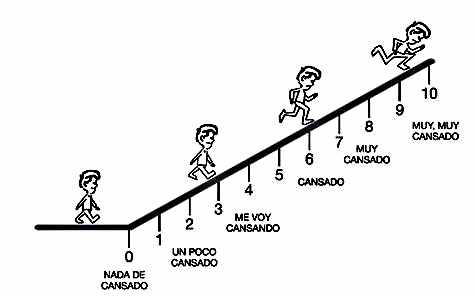 0
1
2
3
4
5
6
7
8
9
10
NADA DE
CANSADO
UN POCO
CANSADO
ME VOY
CANSANDO
CANSADO
MUY
CANSADO
MUY, MUY
CANSADO